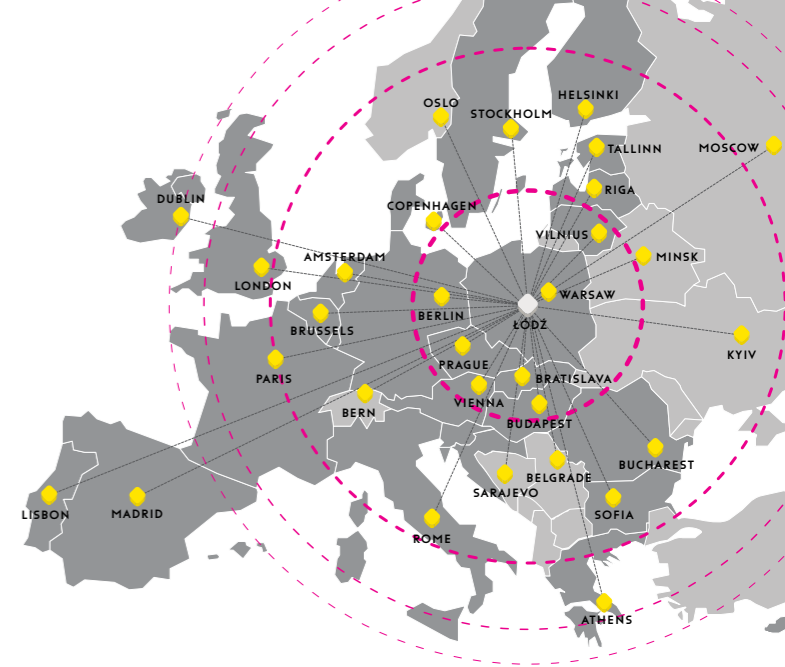 HELSINKI
OSLO
STOCKHOLM
TALLINN
MOSCOW
RIGA
DUBLIN
COPENHAGEN
VILNIUS
AMSTERDAM
MINSK
LONDON
WARSAW
BERLIN
ŁÓDŹ
BRUSSELS
KYIV
PRAGUE
PARIS
BRATISLAVA
VIENNA
BERN
BUDAPEST
BUCHAREST
BELGRADE
SARAJEVO
LISBON
MADRID
SOFIA
ROME
ATHENS